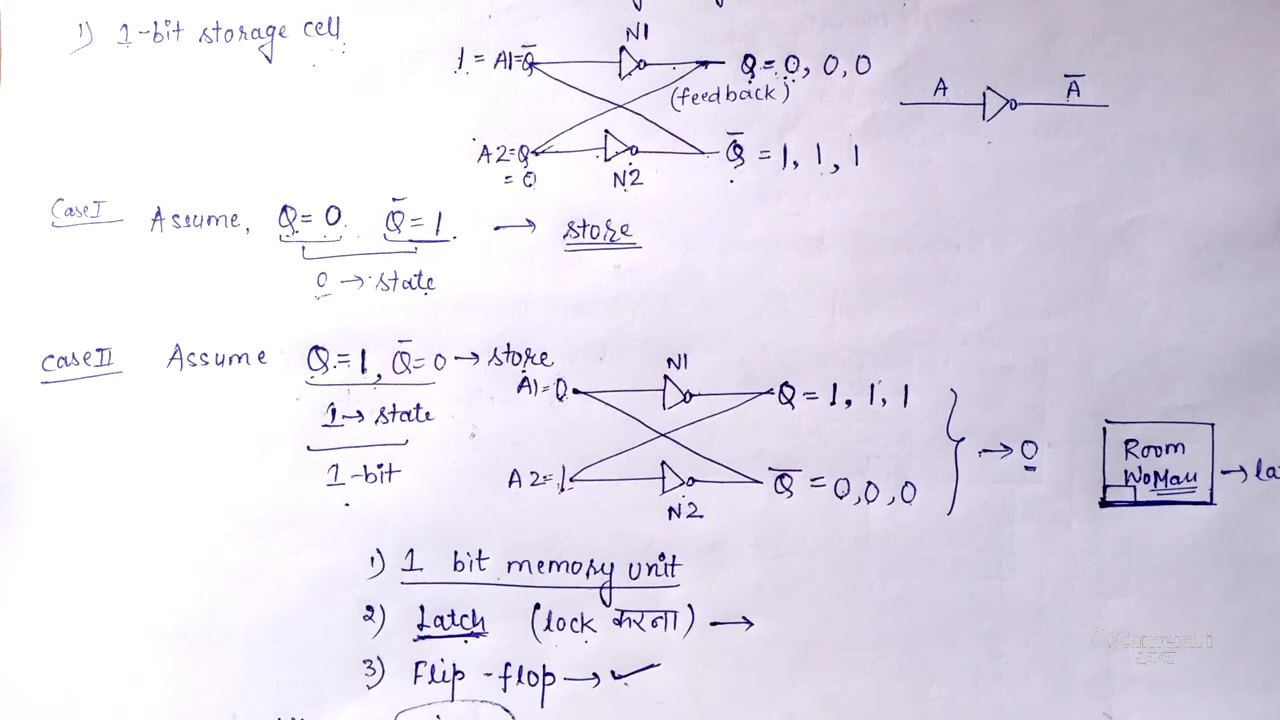 1) 1-bit storage cell
N1
1 = A1=Q̅
Q = 0, 0, 0
(feedback)
A
A̅
A2=Q
= 0
N2
Q̅ = 1, 1, 1
Case I Assume, Q = 0 Q̅ = 1 → store
0 → state
Case II Assume Q = 1, Q̅ = 0 → store
1 → state
1-bit
N1
A1=0
Q = 1, 1, 1
A2=1
N2
Q̅ = 0,0,0
→ 0
Room
→ la
1) 1 bit memory unit
2) Latch (lock करना) →
3) Flip-flop → ✓